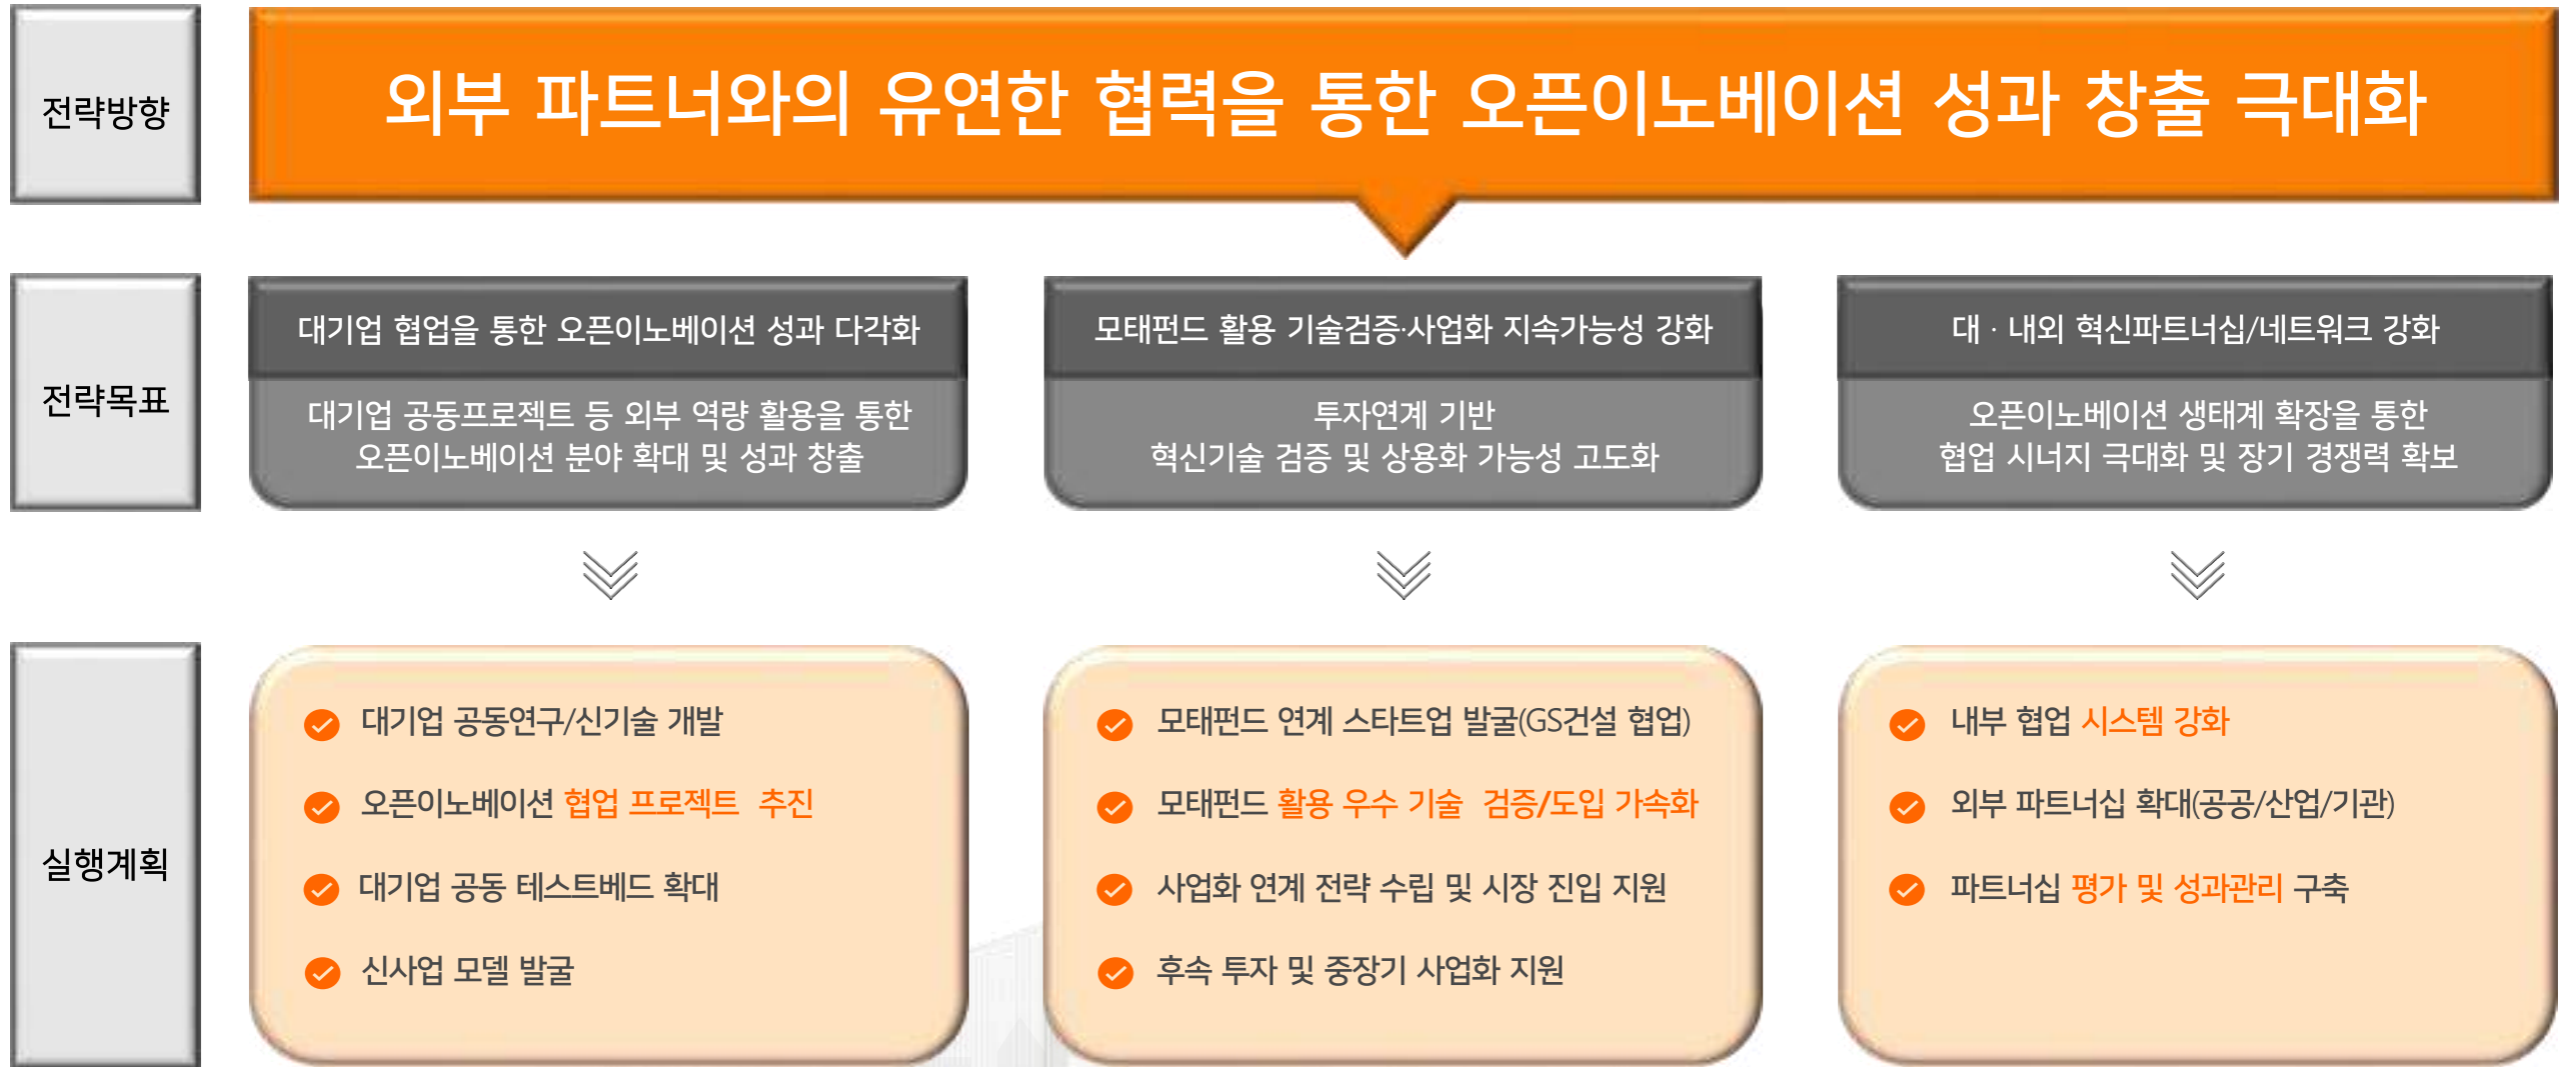 전략방향
외부 파트너와의 유연한 협력을 통한 오픈이노베이션 성과 창출 극대화
전략목표
대기업 협업을 통한 오픈이노베이션 성과 다각화
대기업 공동프로젝트 등 외부 역량 활용을 통한
오픈이노베이션 분야 확대 및 성과 창출
모태펀드 활용 기술검증·사업화 지속가능성 강화
투자연계 기반
혁신기술 검증 및 상용화 가능성 고도화
대 · 내외 혁신파트너십/네트워크 강화
오픈이노베이션 생태계 확장을 통한
협업 시너지 극대화 및 장기 경쟁력 확보
실행계획
대기업 공동연구/신기술 개발
오픈이노베이션 협업 프로젝트 추진
대기업 공동 테스트베드 확대
신사업 모델 발굴
모태펀드 연계 스타트업 발굴(GS건설 협업)
모태펀드 활용 우수 기술 검증/도입 가속화
사업화 연계 전략 수립 및 시장 진입 지원
후속 투자 및 중장기 사업화 지원
내부 협업 시스템 강화
외부 파트너십 확대(공공/산업/기관)
파트너십 평가 및 성과관리 구축